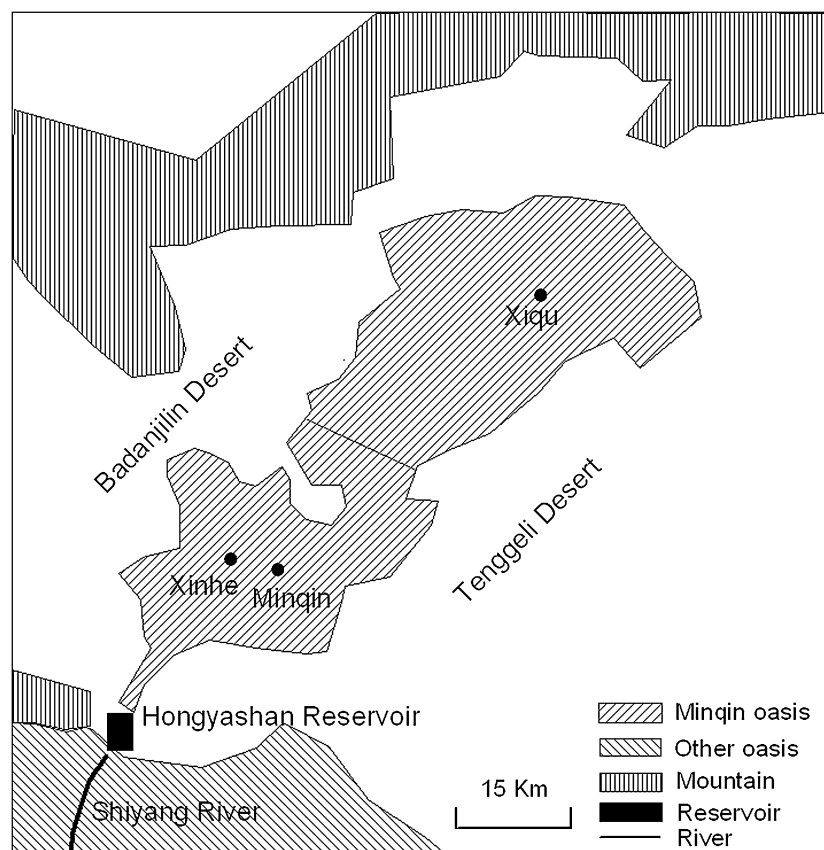 Xiqu
Badanjilin Desert
Tenggeli Desert
Xinhe
Minqin
Hongyashan Reservoir
Shiyang River
15 Km
Minqin oasis
Other oasis
Mountain
Reservoir
River